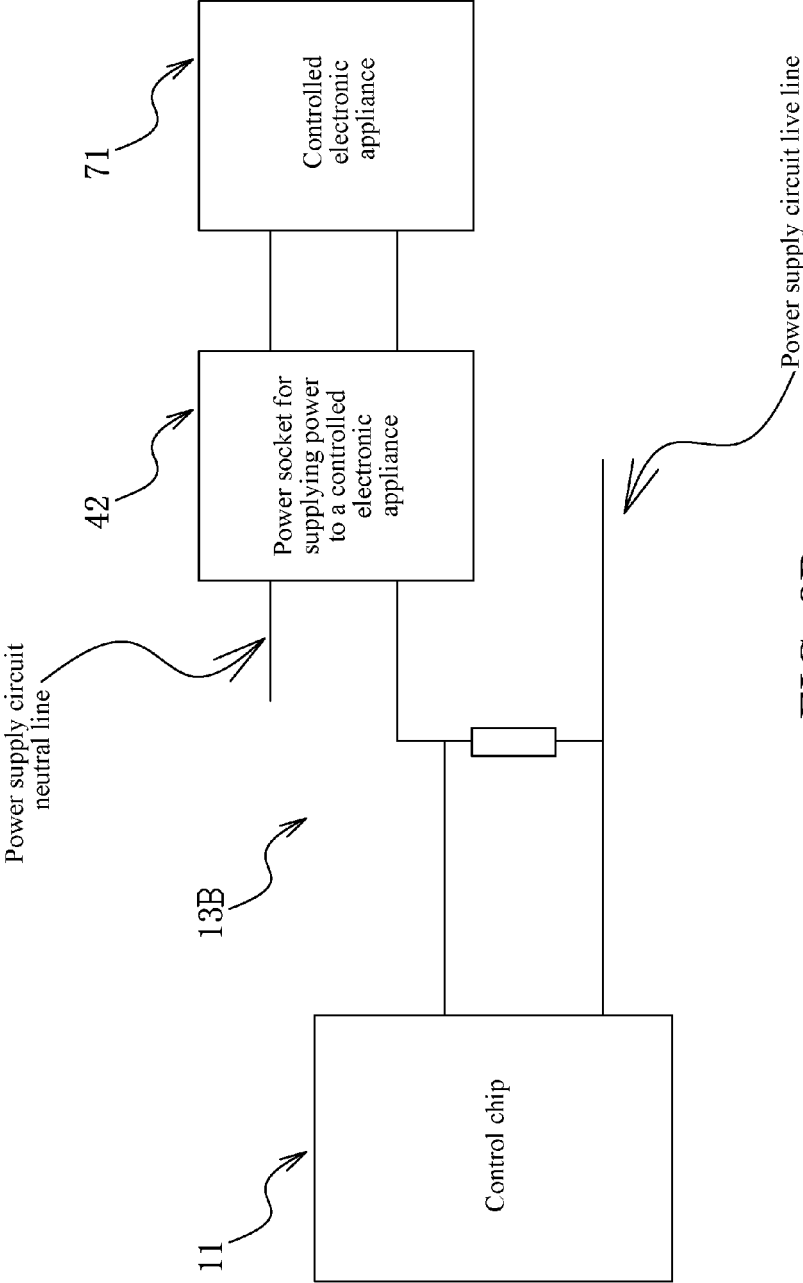 Power supply circuit
neutral line
11
13B
42
71
Control chip
Power socket for
supplying power
to a controlled
electronic
appliance
Controlled
electronic
appliance
Power supply circuit live line